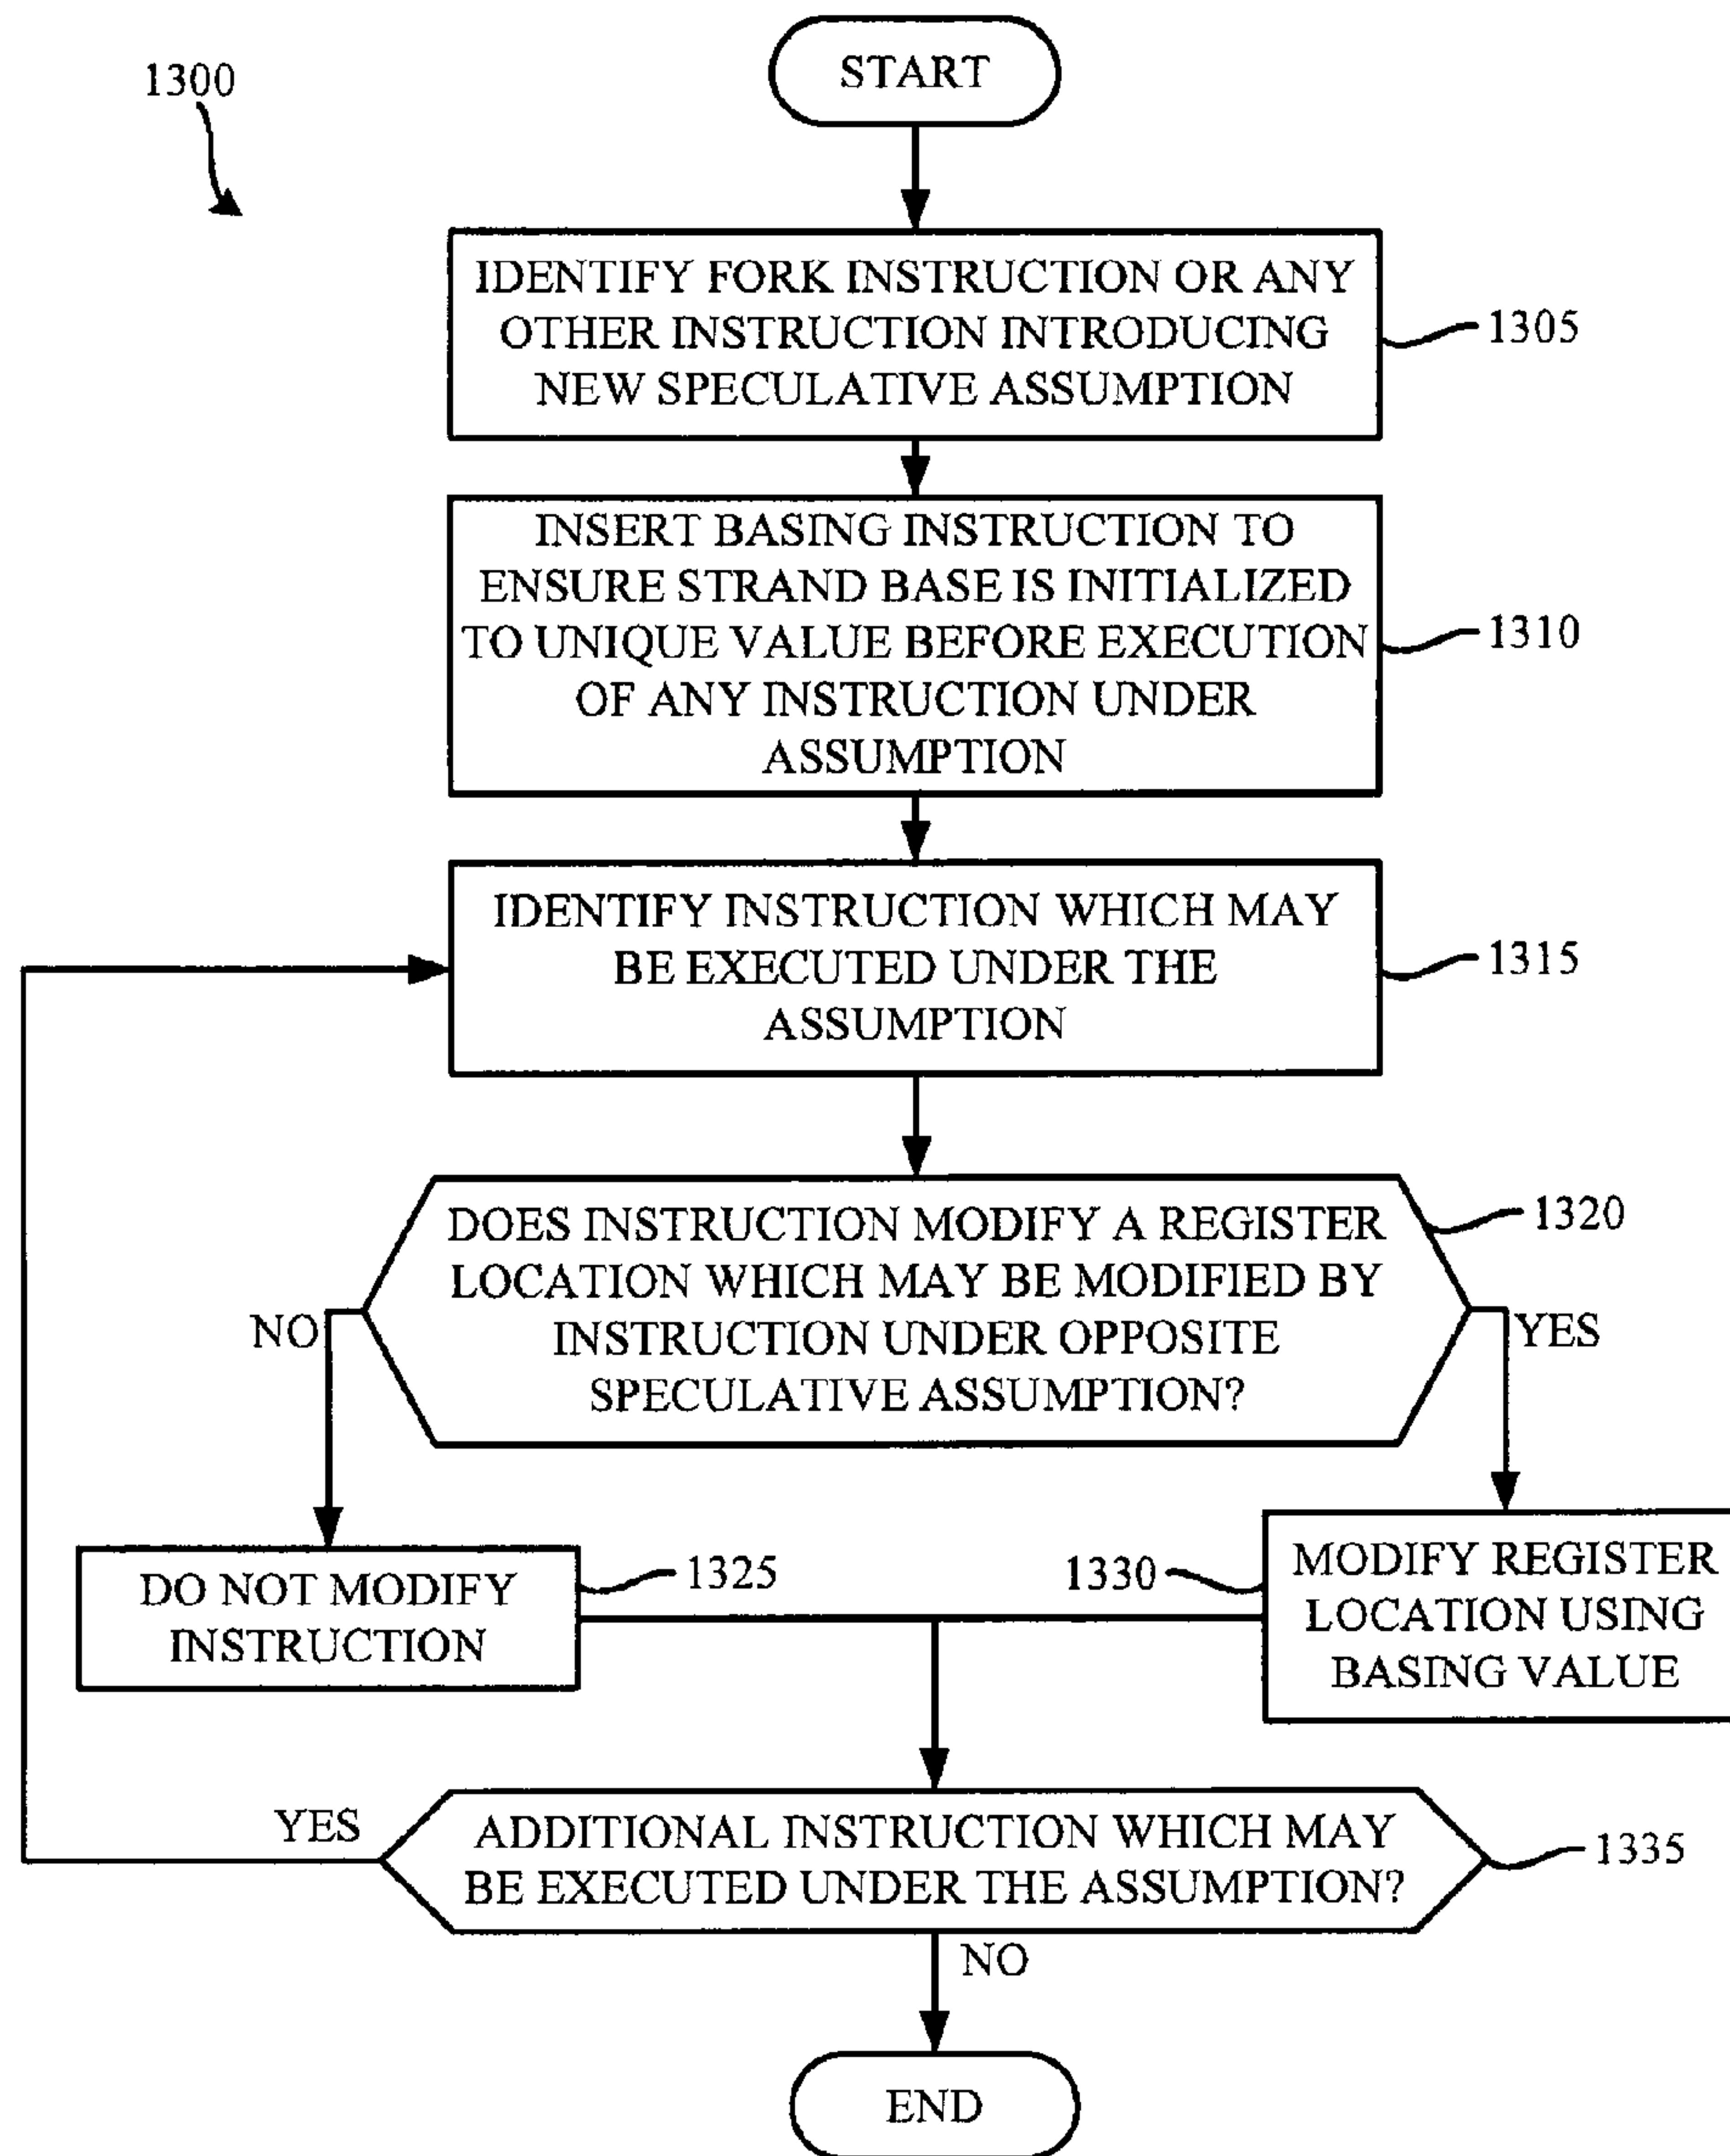 1300
START
IDENTIFY FORK INSTRUCTION OR ANY
OTHER INSTRUCTION INTRODUCING
NEW SPECULATIVE ASSUMPTION
1305
INSERT BASING INSTRUCTION TO
ENSURE STRAND BASE IS INITIALIZED
TO UNIQUE VALUE BEFORE EXECUTION
OF ANY INSTRUCTION UNDER
ASSUMPTION
1310
IDENTIFY INSTRUCTION WHICH MAY
BE EXECUTED UNDER THE
ASSUMPTION
1315
DOES INSTRUCTION MODIFY A REGISTER
LOCATION WHICH MAY BE MODIFIED BY
INSTRUCTION UNDER OPPOSITE
SPECULATIVE ASSUMPTION?
1320
NO
YES
DO NOT MODIFY
INSTRUCTION
1325
1330
MODIFY REGISTER
LOCATION USING
BASING VALUE
YES
ADDITIONAL INSTRUCTION WHICH MAY
BE EXECUTED UNDER THE ASSUMPTION?
1335
NO
END